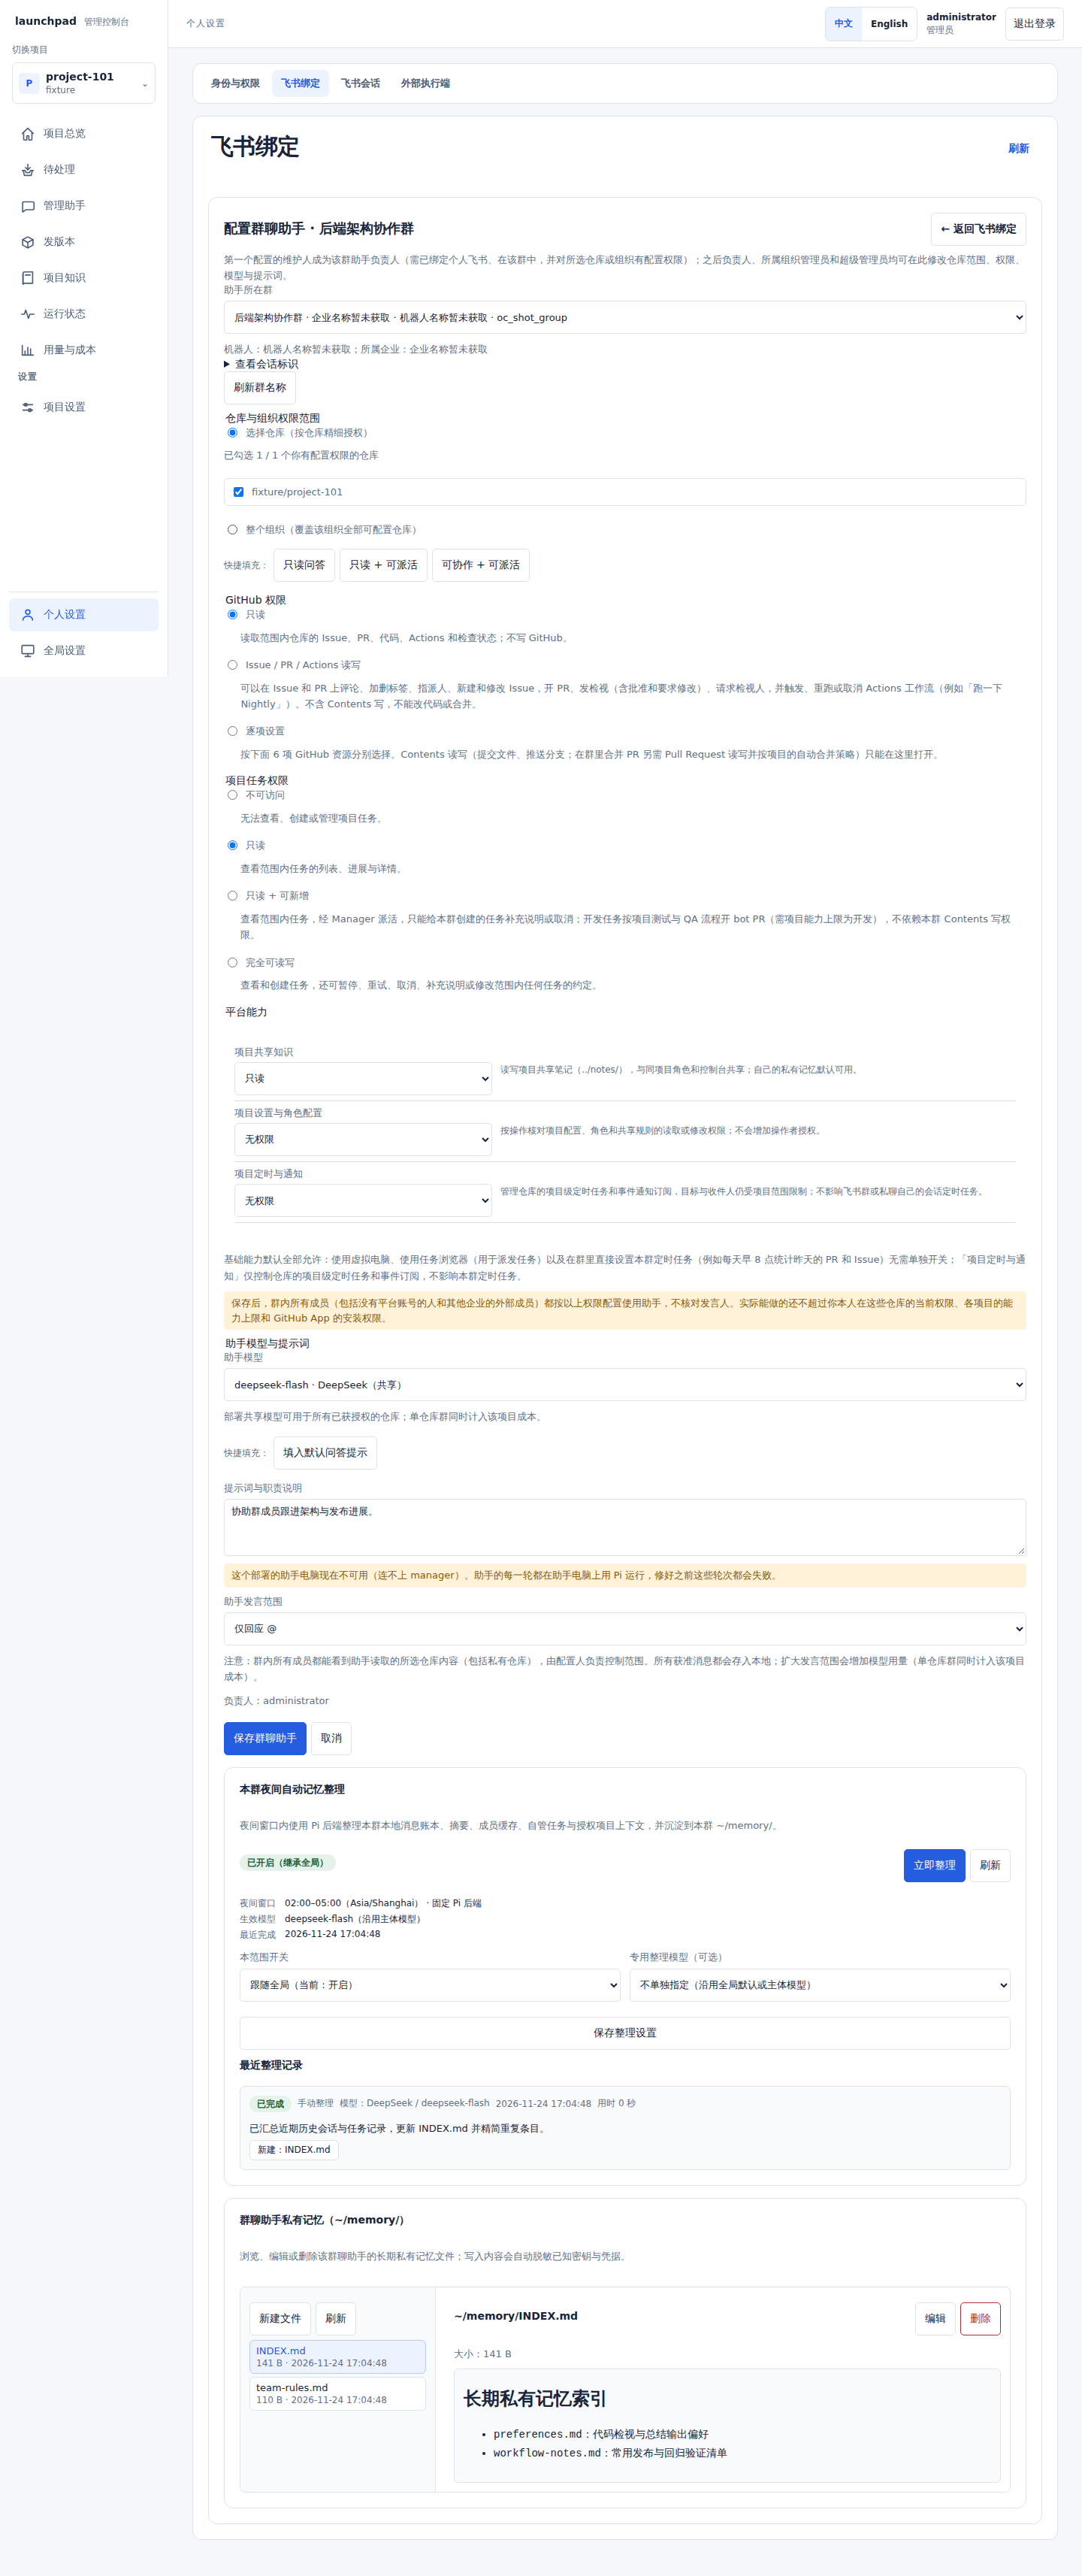 launchpad 管理控制台
切换项目
P
project-101
fixture
项目总览
待处理
管理助手
发版本
项目知识
运行状态
用量与成本
设置
项目设置
个人设置
全局设置
个人设置
中文
English
administrator
管理员
退出登录
身份与权限
飞书绑定
飞书会话
外部执行端
飞书绑定
刷新
配置群聊助手 · 后端架构协作群
← 返回飞书绑定
第一个配置的维护人成为该群助手负责人（需已绑定个人飞书、在该群中，并对所选仓库或组织有配置权限）；之后负责人、所属组织管理员和超级管理员均可在此修改仓库范围、权限、
模型与提示词。
助手所在群
后端架构协作群 · 企业名称暂未获取 · 机器人名称暂未获取 · oc_shot_group
机器人：机器人名称暂未获取；所属企业：企业名称暂未获取
▶ 查看会话标识
刷新群名称
仓库与组织权限范围
选择仓库（按仓库精细授权）
已勾选 1 / 1 个你有配置权限的仓库
fixture/project-101
整个组织（覆盖该组织全部可配置仓库）
快捷填充：
只读问答
只读 + 可派活
可协作 + 可派活
GitHub 权限
只读
读取范围内仓库的 Issue、PR、代码、Actions 和检查状态；不写 GitHub。
Issue / PR / Actions 读写
可以在 Issue 和 PR 上评论、加删标签、指派人、新建和修改 Issue，开 PR、发检视（含批准和要求修改）、请求检视人，并触发、重跑或取消 Actions 工作流（例如「跑一下
Nightly」）。不含 Contents 写，不能改代码或合并。
逐项设置
按下面 6 项 GitHub 资源分别选择。Contents 读写（提交文件、推送分支；在群里合并 PR 另需 Pull Request 读写并按项目的自动合并策略）只能在这里打开。
项目任务权限
不可访问
无法查看、创建或管理项目任务。
只读
查看范围内任务的列表、进展与详情。
只读 + 可新增
查看范围内任务，经 Manager 派活，只能给本群创建的任务补充说明或取消；开发任务按项目测试与 QA 流程开 bot PR（需项目能力上限为开发），不依赖本群 Contents 写权
限。
完全可读写
查看和创建任务，还可暂停、重试、取消、补充说明或修改范围内任何任务的约定。
平台能力
项目共享知识
只读
读写项目共享笔记（../notes/），与同项目角色和控制台共享；自己的私有记忆默认可用。
项目设置与角色配置
无权限
按操作核对项目配置、角色和共享规则的读取或修改权限；不会增加操作者授权。
项目定时与通知
无权限
管理仓库的项目级定时任务和事件通知订阅，目标与收件人仍受项目范围限制；不影响飞书群或私聊自己的会话定时任务。
基础能力默认全部允许：使用虚拟电脑、使用任务浏览器（用于派发任务）以及在群里直接设置本群定时任务（例如每天早 8 点统计昨天的 PR 和 Issue）无需单独开关；「项目定时与通
知」仅控制仓库的项目级定时任务和事件订阅，不影响本群定时任务。
保存后，群内所有成员（包括没有平台账号的人和其他企业的外部成员）都按以上权限配置使用助手，不核对发言人。实际能做的还不超过你本人在这些仓库的当前权限、各项目的能
力上限和 GitHub App 的安装权限。
助手模型与提示词
助手模型
deepseek-flash · DeepSeek（共享）
部署共享模型可用于所有已获授权的仓库；单仓库群同时计入该项目成本。
快捷填充：
填入默认问答提示
提示词与职责说明
协助群成员跟进架构与发布进展。
这个部署的助手电脑现在不可用（连不上 manager）。助手的每一轮都在助手电脑上用 Pi 运行，修好之前这些轮次都会失败。
助手发言范围
仅回应 @
注意：群内所有成员都能看到助手读取的所选仓库内容（包括私有仓库），由配置人负责控制范围。所有获准消息都会存入本地；扩大发言范围会增加模型用量（单仓库群同时计入该项目
成本）。
负责人：administrator
保存群聊助手
取消
本群夜间自动记忆整理
夜间窗口内使用 Pi 后端整理本群本地消息账本、摘要、成员缓存、自管任务与授权项目上下文，并沉淀到本群 ~/memory/。
已开启（继承全局）
立即整理
刷新
夜间窗口 02:00–05:00（Asia/Shanghai） · 固定 Pi 后端
生效模型 deepseek-flash（沿用主体模型）
最近完成 2026-11-24 17:04:48
本范围开关
专用整理模型（可选）
跟随全局（当前：开启）
不单独指定（沿用全局默认或主体模型）
保存整理设置
最近整理记录
已完成 手动整理 模型：DeepSeek / deepseek-flash 2026-11-24 17:04:48 用时 0 秒
已汇总近期历史会话与任务记录，更新 INDEX.md 并精简重复条目。
新建：INDEX.md
群聊助手私有记忆（~/memory/）
浏览、编辑或删除该群聊助手的长期私有记忆文件；写入内容会自动脱敏已知密钥与凭据。
新建文件
刷新
INDEX.md
141 B · 2026-11-24 17:04:48
team-rules.md
110 B · 2026-11-24 17:04:48
~/memory/INDEX.md
编辑
删除
大小：141 B
长期私有记忆索引
• preferences.md：代码检视与总结输出偏好
• workflow-notes.md：常用发布与回归验证清单